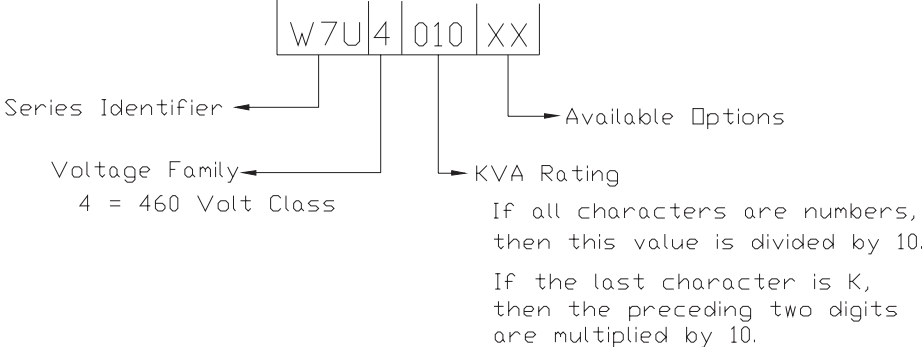 W7U 4 010 XX
Series Identifier
Available Options
Voltage Family
4 = 460 Volt Class
KVA Rating
If all characters are numbers,
then this value is divided by 10.
If the last character is K,
then the preceding two digits
are multiplied by 10.